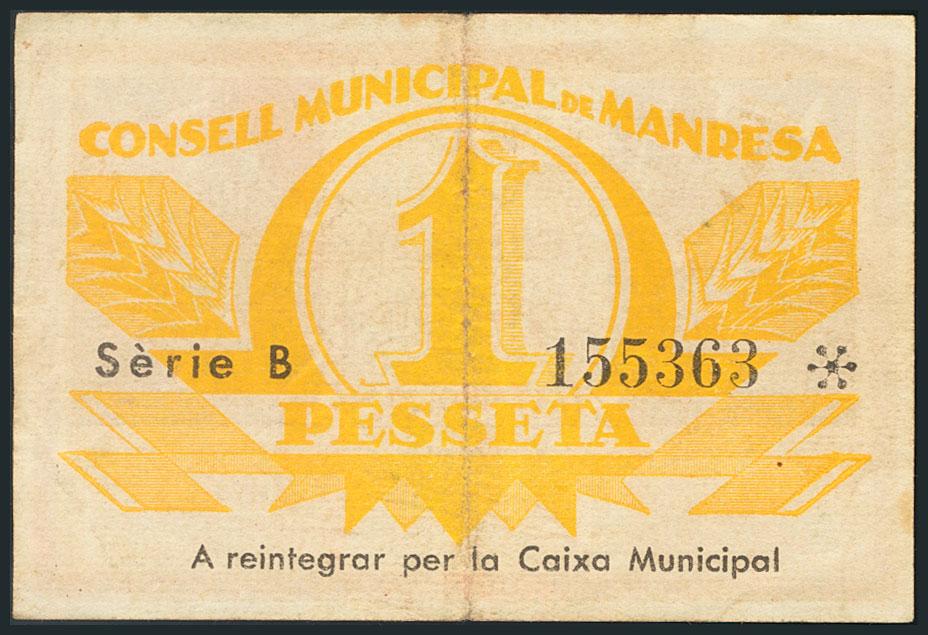 CONSELL MUNICIPAL DE MANRESA
1
Sèrie B 155363
PESSETA
A reintegrar per la Caixa Municipal